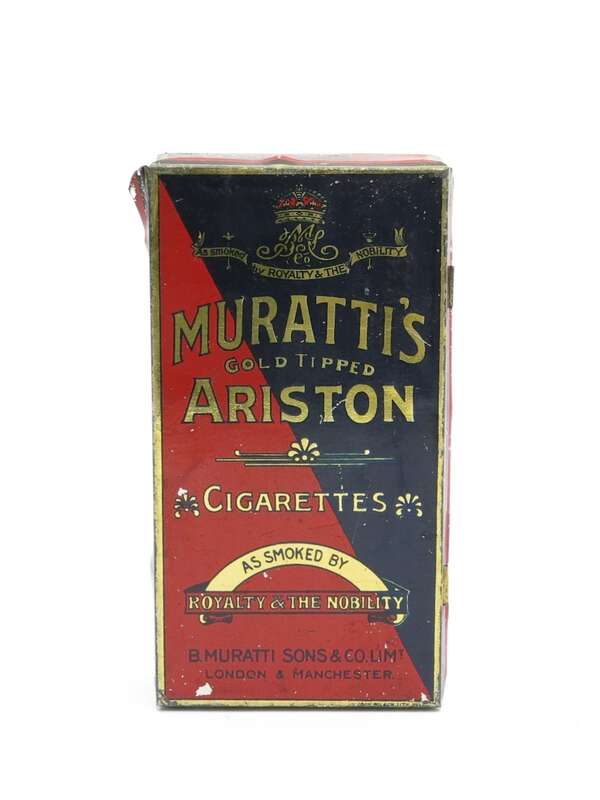 AS SMOKED BY ROYALTY & THE NOBILITY
Co
MURATTI'S
GOLD TIPPED
ARISTON
CIGARETTES
AS SMOKED BY
ROYALTY & THE NOBILITY
B. MURATTI SONS & CO. LIMT
LONDON & MANCHESTER.